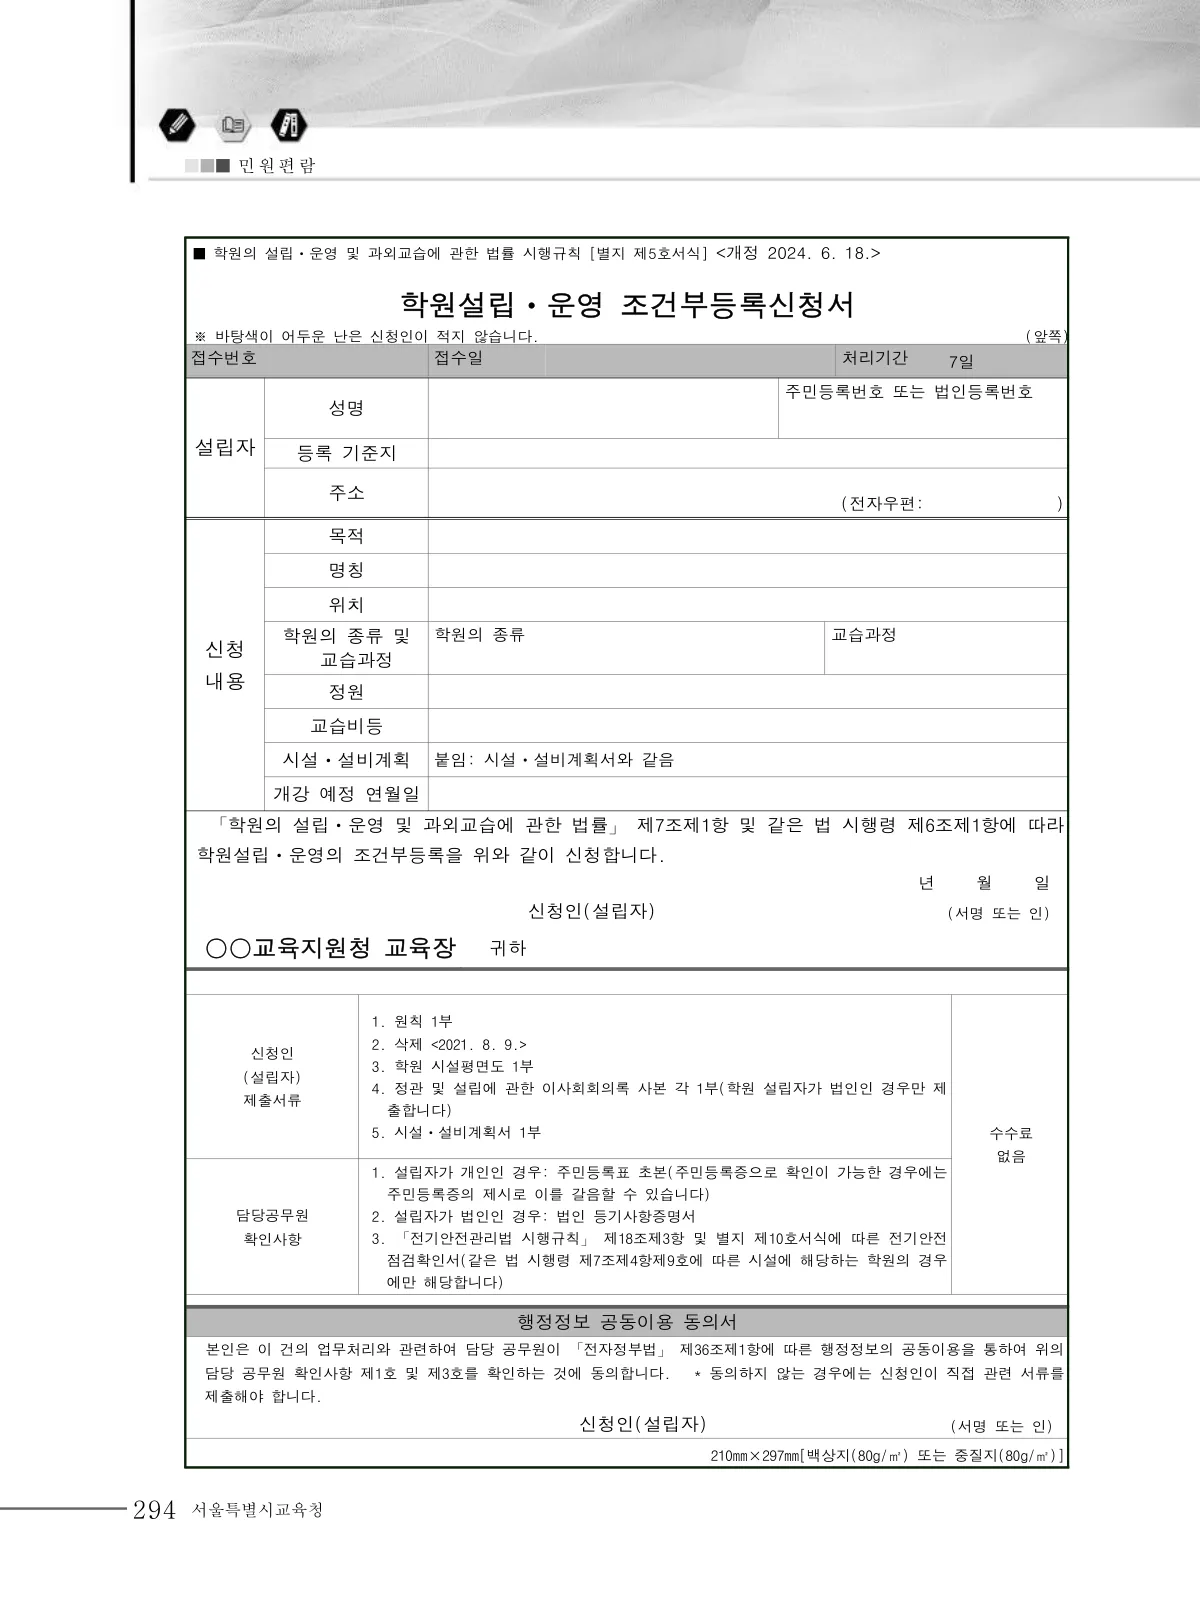 민원편람
■ 학원의 설립ㆍ운영 및 과외교습에 관한 법률 시행규칙 [별지 제5호서식] <개정 2024. 6. 18.>
학원설립ㆍ운영 조건부등록신청서
※ 바탕색이 어두운 난은 신청인이 적지 않습니다. (앞쪽)
접수번호 접수일 처리기간 7일
설립자
성명
주민등록번호 또는 법인등록번호
등록 기준지
주소
(전자우편: )
신청
내용
목적
명칭
위치
학원의 종류 및
교습과정
학원의 종류
교습과정
정원
교습비등
시설ㆍ설비계획 붙임: 시설ㆍ설비계획서와 같음
개강 예정 연월일
「학원의 설립ㆍ운영 및 과외교습에 관한 법률」 제7조제1항 및 같은 법 시행령 제6조제1항에 따라
학원설립ㆍ운영의 조건부등록을 위와 같이 신청합니다.
년 월 일
신청인(설립자) (서명 또는 인)
○○교육지원청 교육장 귀하
신청인
(설립자)
제출서류
1. 원칙 1부
2. 삭제 <2021. 8. 9.>
3. 학원 시설평면도 1부
4. 정관 및 설립에 관한 이사회회의록 사본 각 1부(학원 설립자가 법인인 경우만 제
출합니다)
5. 시설ㆍ설비계획서 1부
수수료
없음
담당공무원
확인사항
1. 설립자가 개인인 경우: 주민등록표 초본(주민등록증으로 확인이 가능한 경우에는
주민등록증의 제시로 이를 갈음할 수 있습니다)
2. 설립자가 법인인 경우: 법인 등기사항증명서
3. 「전기안전관리법 시행규칙」 제18조제3항 및 별지 제10호서식에 따른 전기안전
점검확인서(같은 법 시행령 제7조제4항제9호에 따른 시설에 해당하는 학원의 경우
에만 해당합니다)
행정정보 공동이용 동의서
본인은 이 건의 업무처리와 관련하여 담당 공무원이 「전자정부법」 제36조제1항에 따른 행정정보의 공동이용을 통하여 위의
담당 공무원 확인사항 제1호 및 제3호를 확인하는 것에 동의합니다. * 동의하지 않는 경우에는 신청인이 직접 관련 서류를
제출해야 합니다.
신청인(설립자) (서명 또는 인)
210㎜×297㎜[백상지(80g/㎡) 또는 중질지(80g/㎡)]
294 서울특별시교육청